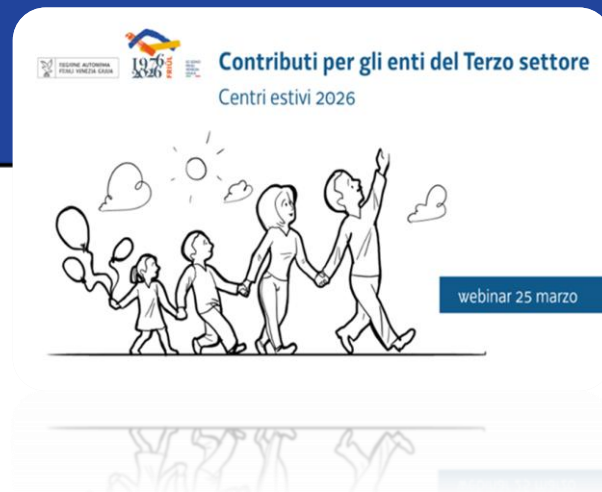 REGIONE AUTONOMA
FRIULI VENEZIA GIULIA
1976
2026
FRIÛL
Contributi per gli enti del Terzo settore
Centri estivi 2026
webinar 25 marzo